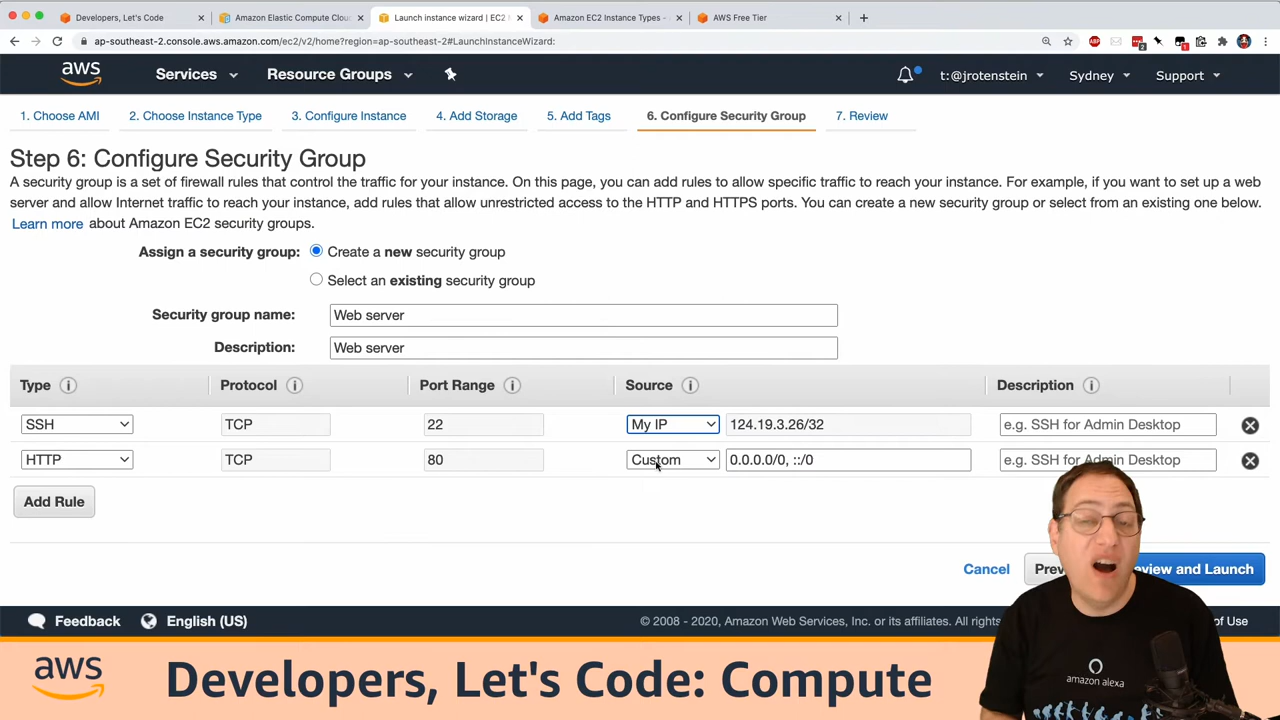 Developers, Let's Code
Amazon Elastic Compute Clou
Launch instance wizard | EC2
Amazon EC2 Instance Types -
AWS Free Tier
ap-southeast-2.console.aws.amazon.com/ec2/v2/home?region=ap-southeast-2#LaunchInstanceWizard:
aws
Services
Resource Groups
t:@jrotenstein
Sydney
Support
1. Choose AMI
2. Choose Instance Type
3. Configure Instance
4. Add Storage
5. Add Tags
6. Configure Security Group
7. Review
Step 6: Configure Security Group
A security group is a set of firewall rules that control the traffic for your instance. On this page, you can add rules to allow specific traffic to reach your instance. For example, if you want to set up a web
server and allow Internet traffic to reach your instance, add rules that allow unrestricted access to the HTTP and HTTPS ports. You can create a new security group or select from an existing one below.
Learn more about Amazon EC2 security groups.
Assign a security group: Create a new security group
Select an existing security group
Security group name: Web server
Description: Web server
Type Protocol Port Range Source Description
SSH TCP 22 My IP 124.19.3.26/32 e.g. SSH for Admin Desktop
HTTP TCP 80 Custom 0.0.0.0/0, ::/0 e.g. SSH for Admin Desktop
Add Rule
Cancel Prev eview and Launch
Feedback English (US) © 2008 - 2020, Amazon Web Services, Inc. or its affiliates. All rights of Use
aws
Developers, Let's Code: Compute
amazon alexa